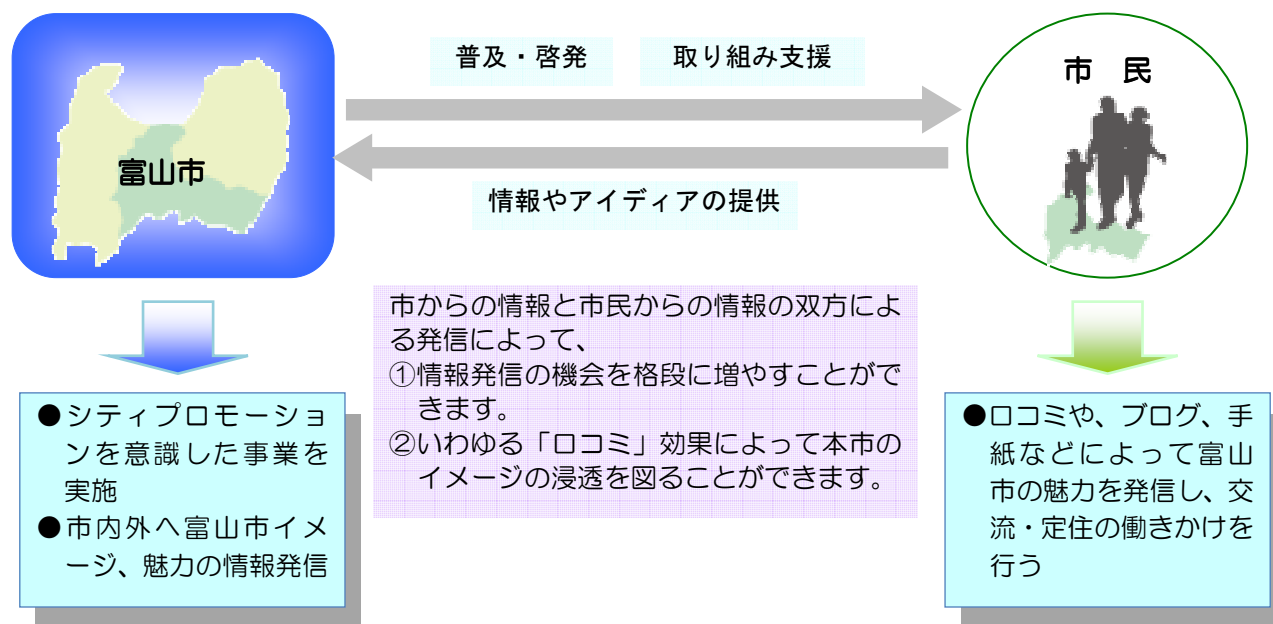 富山市
普及・啓発
取り組み支援
情報やアイディアの提供
市 民
市からの情報と市民からの情報の双方によ
る発信によって、
①情報発信の機会を格段に増やすことがで
きます。
②いわゆる「口コミ」効果によって本市の
イメージの浸透を図ることができます。
●シティプロモーショ
ンを意識した事業を
実施
●市内外へ富山市イメ
ージ、魅力の情報発信
●口コミや、ブログ、手
紙などによって富山
市の魅力を発信し、交
流・定住の働きかけを
行う